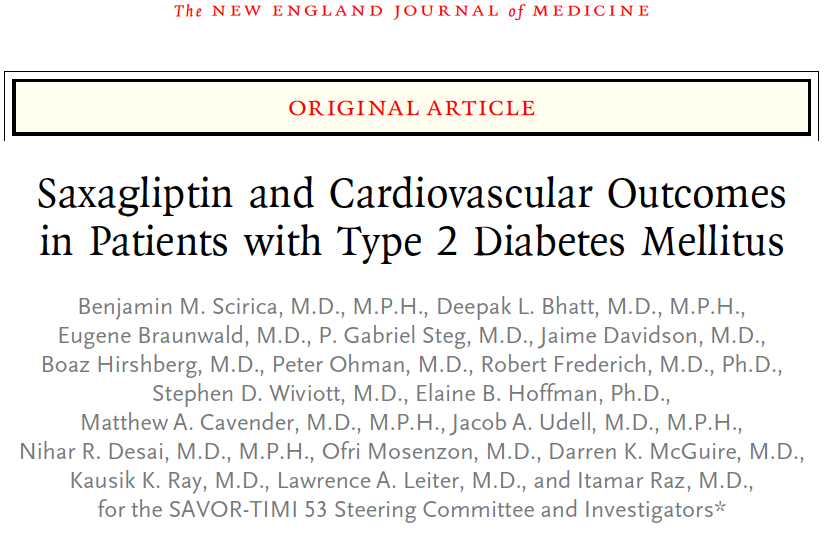 The NEW ENGLAND JOURNAL of MEDICINE
ORIGINAL ARTICLE
Saxagliptin and Cardiovascular Outcomes
in Patients with Type 2 Diabetes Mellitus
Benjamin M. Scirica, M.D., M.P.H., Deepak L. Bhatt, M.D., M.P.H.,
Eugene Braunwald, M.D., P. Gabriel Steg, M.D., Jaime Davidson, M.D.,
Boaz Hirshberg, M.D., Peter Ohman, M.D., Robert Frederich, M.D., Ph.D.,
Stephen D. Wiviott, M.D., Elaine B. Hoffman, Ph.D.,
Matthew A. Cavender, M.D., M.P.H., Jacob A. Udell, M.D., M.P.H.,
Nihar R. Desai, M.D., M.P.H., Ofri Mosenzon, M.D., Darren K. McGuire, M.D.,
Kausik K. Ray, M.D., Lawrence A. Leiter, M.D., and Itamar Raz, M.D.,
for the SAVOR-TIMI 53 Steering Committee and Investigators*